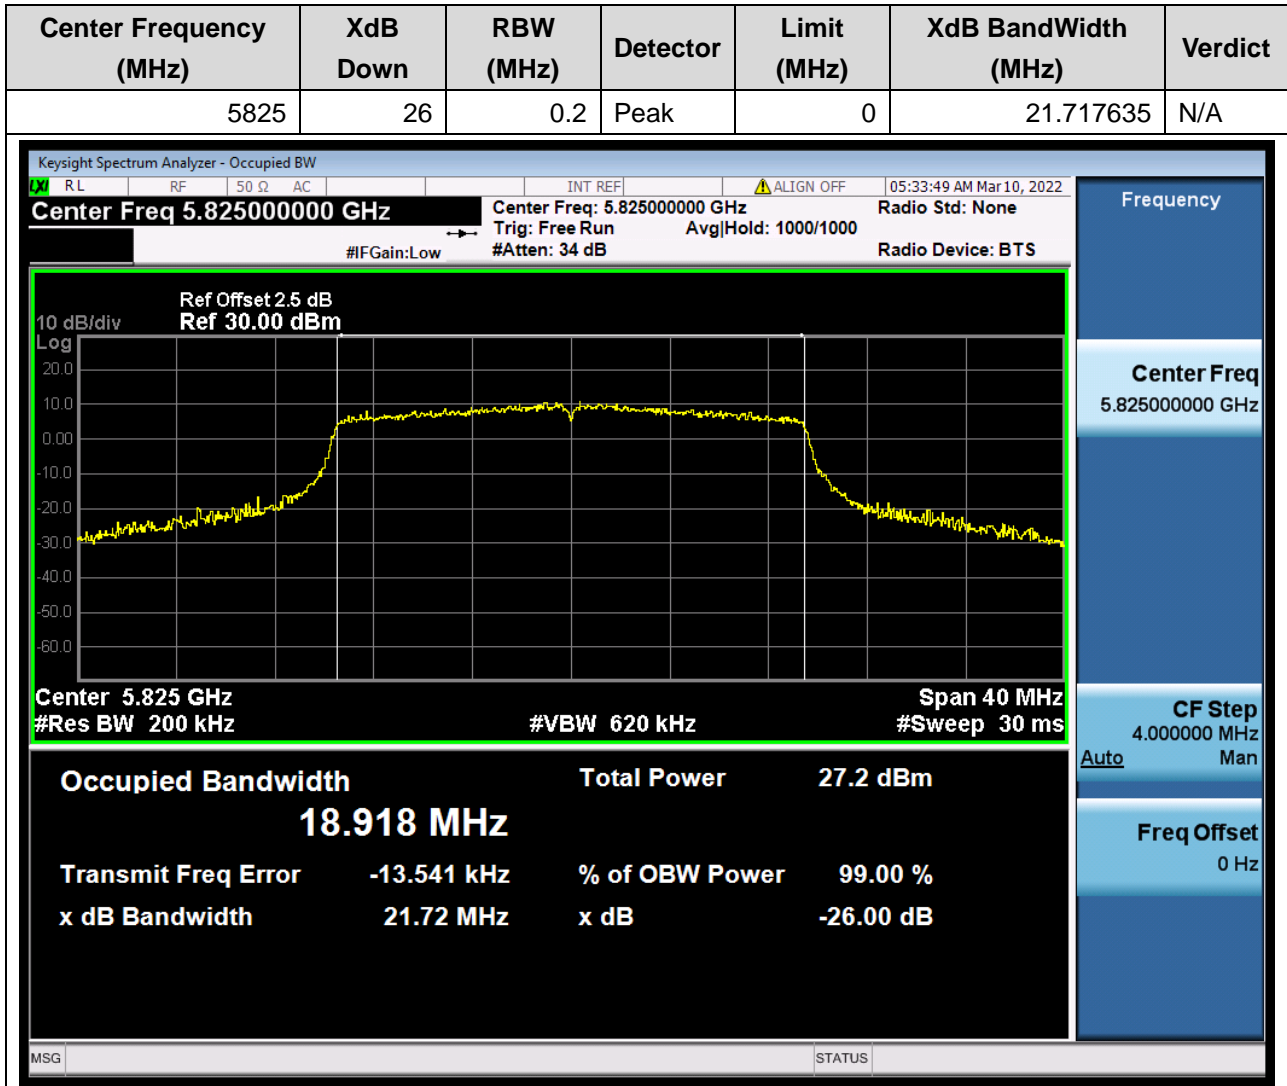 Center Frequency (MHz) XdB Down RBW (MHz) Detector Limit (MHz) XdB BandWidth (MHz) Verdict
5825 26 0.2 Peak 0 21.717635 N/A
Keysight Spectrum Analyzer - Occupied BW
LXI RL RF 50 Ω AC INT REF ALIGN OFF 05:33:49 AM Mar 10, 2022
Center Freq 5.825000000 GHz Center Freq: 5.825000000 GHz Radio Std: None
Trig: Free Run Avg|Hold: 1000/1000
#IFGain:Low #Atten: 34 dB Radio Device: BTS
Ref Offset 2.5 dB
10 dB/div Ref 30.00 dBm
Log
20.0
10.0
0.00
-10.0
-20.0
-30.0
-40.0
-50.0
-60.0
Center 5.825 GHz Span 40 MHz
#Res BW 200 kHz #VBW 620 kHz #Sweep 30 ms
Occupied Bandwidth Total Power 27.2 dBm
18.918 MHz
Transmit Freq Error -13.541 kHz % of OBW Power 99.00 %
x dB Bandwidth 21.72 MHz x dB -26.00 dB
Frequency
Center Freq
5.825000000 GHz
CF Step
4.000000 MHz
Auto Man
Freq Offset
0 Hz
MSG STATUS